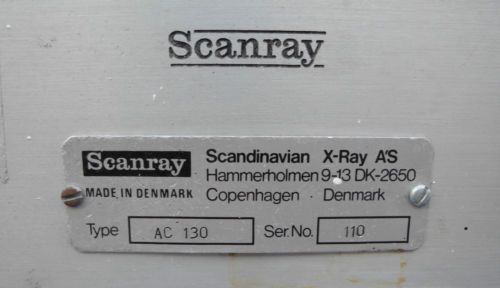 Scanray
Scanray Scandinavian X-Ray A'S
Hammerholmen 9-13 DK-2650
MADE IN DENMARK Copenhagen · Denmark
Type AC 130 Ser.No. 110